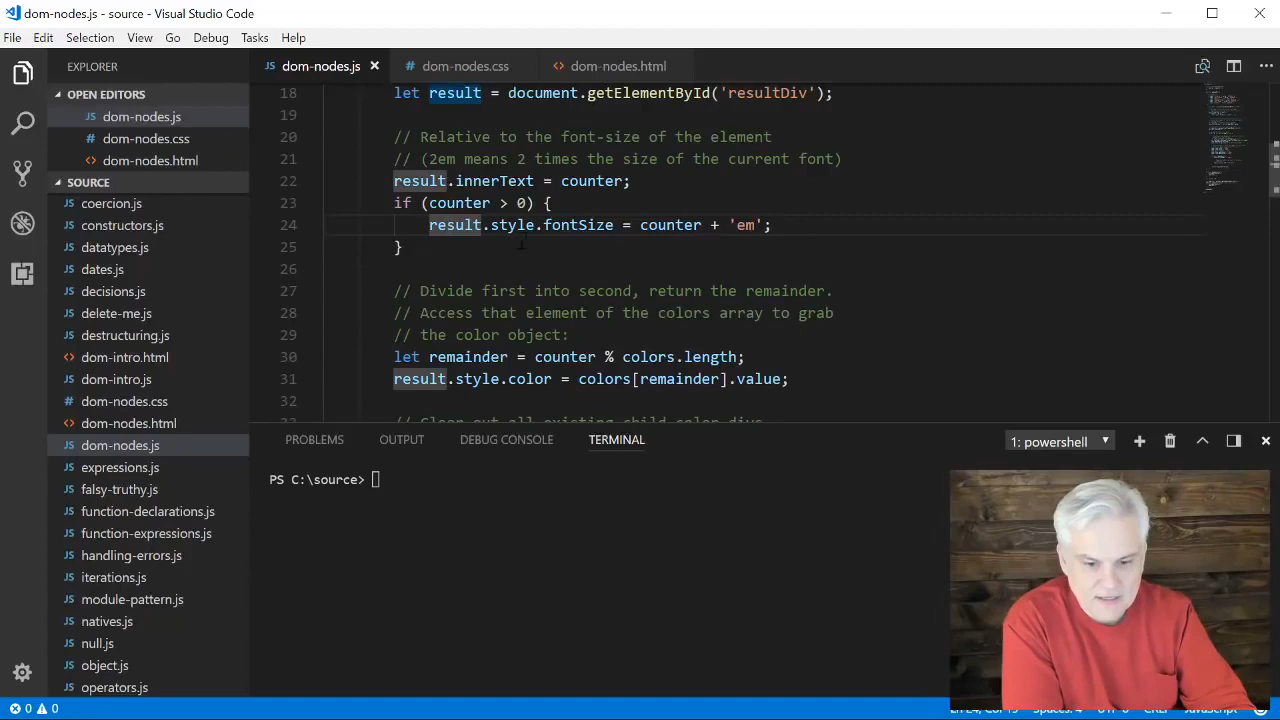 dom-nodes.js - source - Visual Studio Code
File Edit Selection View Go Debug Tasks Help
EXPLORER
dom-nodes.js
dom-nodes.css
dom-nodes.html
OPEN EDITORS
dom-nodes.js
dom-nodes.css
dom-nodes.html
SOURCE
coercion.js
constructors.js
datatypes.js
dates.js
decisions.js
delete-me.js
destructuring.js
dom-intro.html
dom-intro.js
dom-nodes.css
dom-nodes.html
dom-nodes.js
expressions.js
falsy-truthy.js
function-declarations.js
function-expressions.js
handling-errors.js
iterations.js
module-pattern.js
natives.js
null.js
object.js
operators.js
18 let result = document.getElementById('resultDiv');
19
20 // Relative to the font-size of the element
21 // (2em means 2 times the size of the current font)
22 result.innerText = counter;
23 if (counter > 0) {
24 result.style.fontSize = counter + 'em';
25 }
26
27 // Divide first into second, return the remainder.
28 // Access that element of the colors array to grab
29 // the color object:
30 let remainder = counter % colors.length;
31 result.style.color = colors[remainder].value;
32
PROBLEMS OUTPUT DEBUG CONSOLE TERMINAL 1: powershell
PS C:\source>
0 0